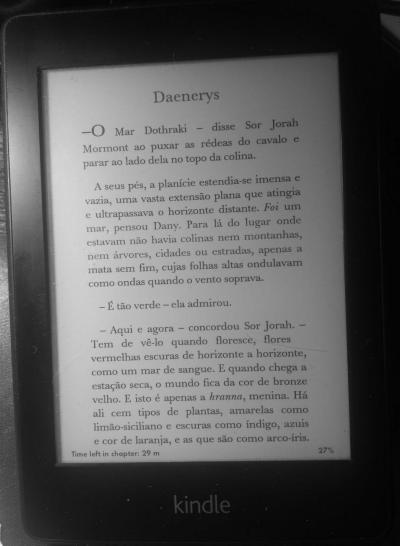 Daenerys
—O Mar Dothraki – disse Sor Jorah
Mormont ao puxar as rédeas do cavalo e
parar ao lado dela no topo da colina.
A seus pés, a planície estendia-se imensa e
vazia, uma vasta extensão plana que atingia
e ultrapassava o horizonte distante. Foi um
mar, pensou Dany. Para lá do lugar onde
estavam não havia colinas nem montanhas,
nem árvores, cidades ou estradas, apenas a
mata sem fim, cujas folhas altas ondulavam
como ondas quando o vento soprava.
– É tão verde – ela admirou.
– Aqui e agora – concordou Sor Jorah. –
Tem de vê-lo quando floresce, flores
vermelhas escuras de horizonte a horizonte,
como um mar de sangue. E quando chega a
estação seca, o mundo fica da cor de bronze
velho. E isto é apenas a hranna, menina. Há
ali cem tipos de plantas, amarelas como
limão-siciliano e escuras como índigo, azuis
e cor de laranja, e as que são como arco-íris.
Time left in chapter: 29 m 27%
kindle